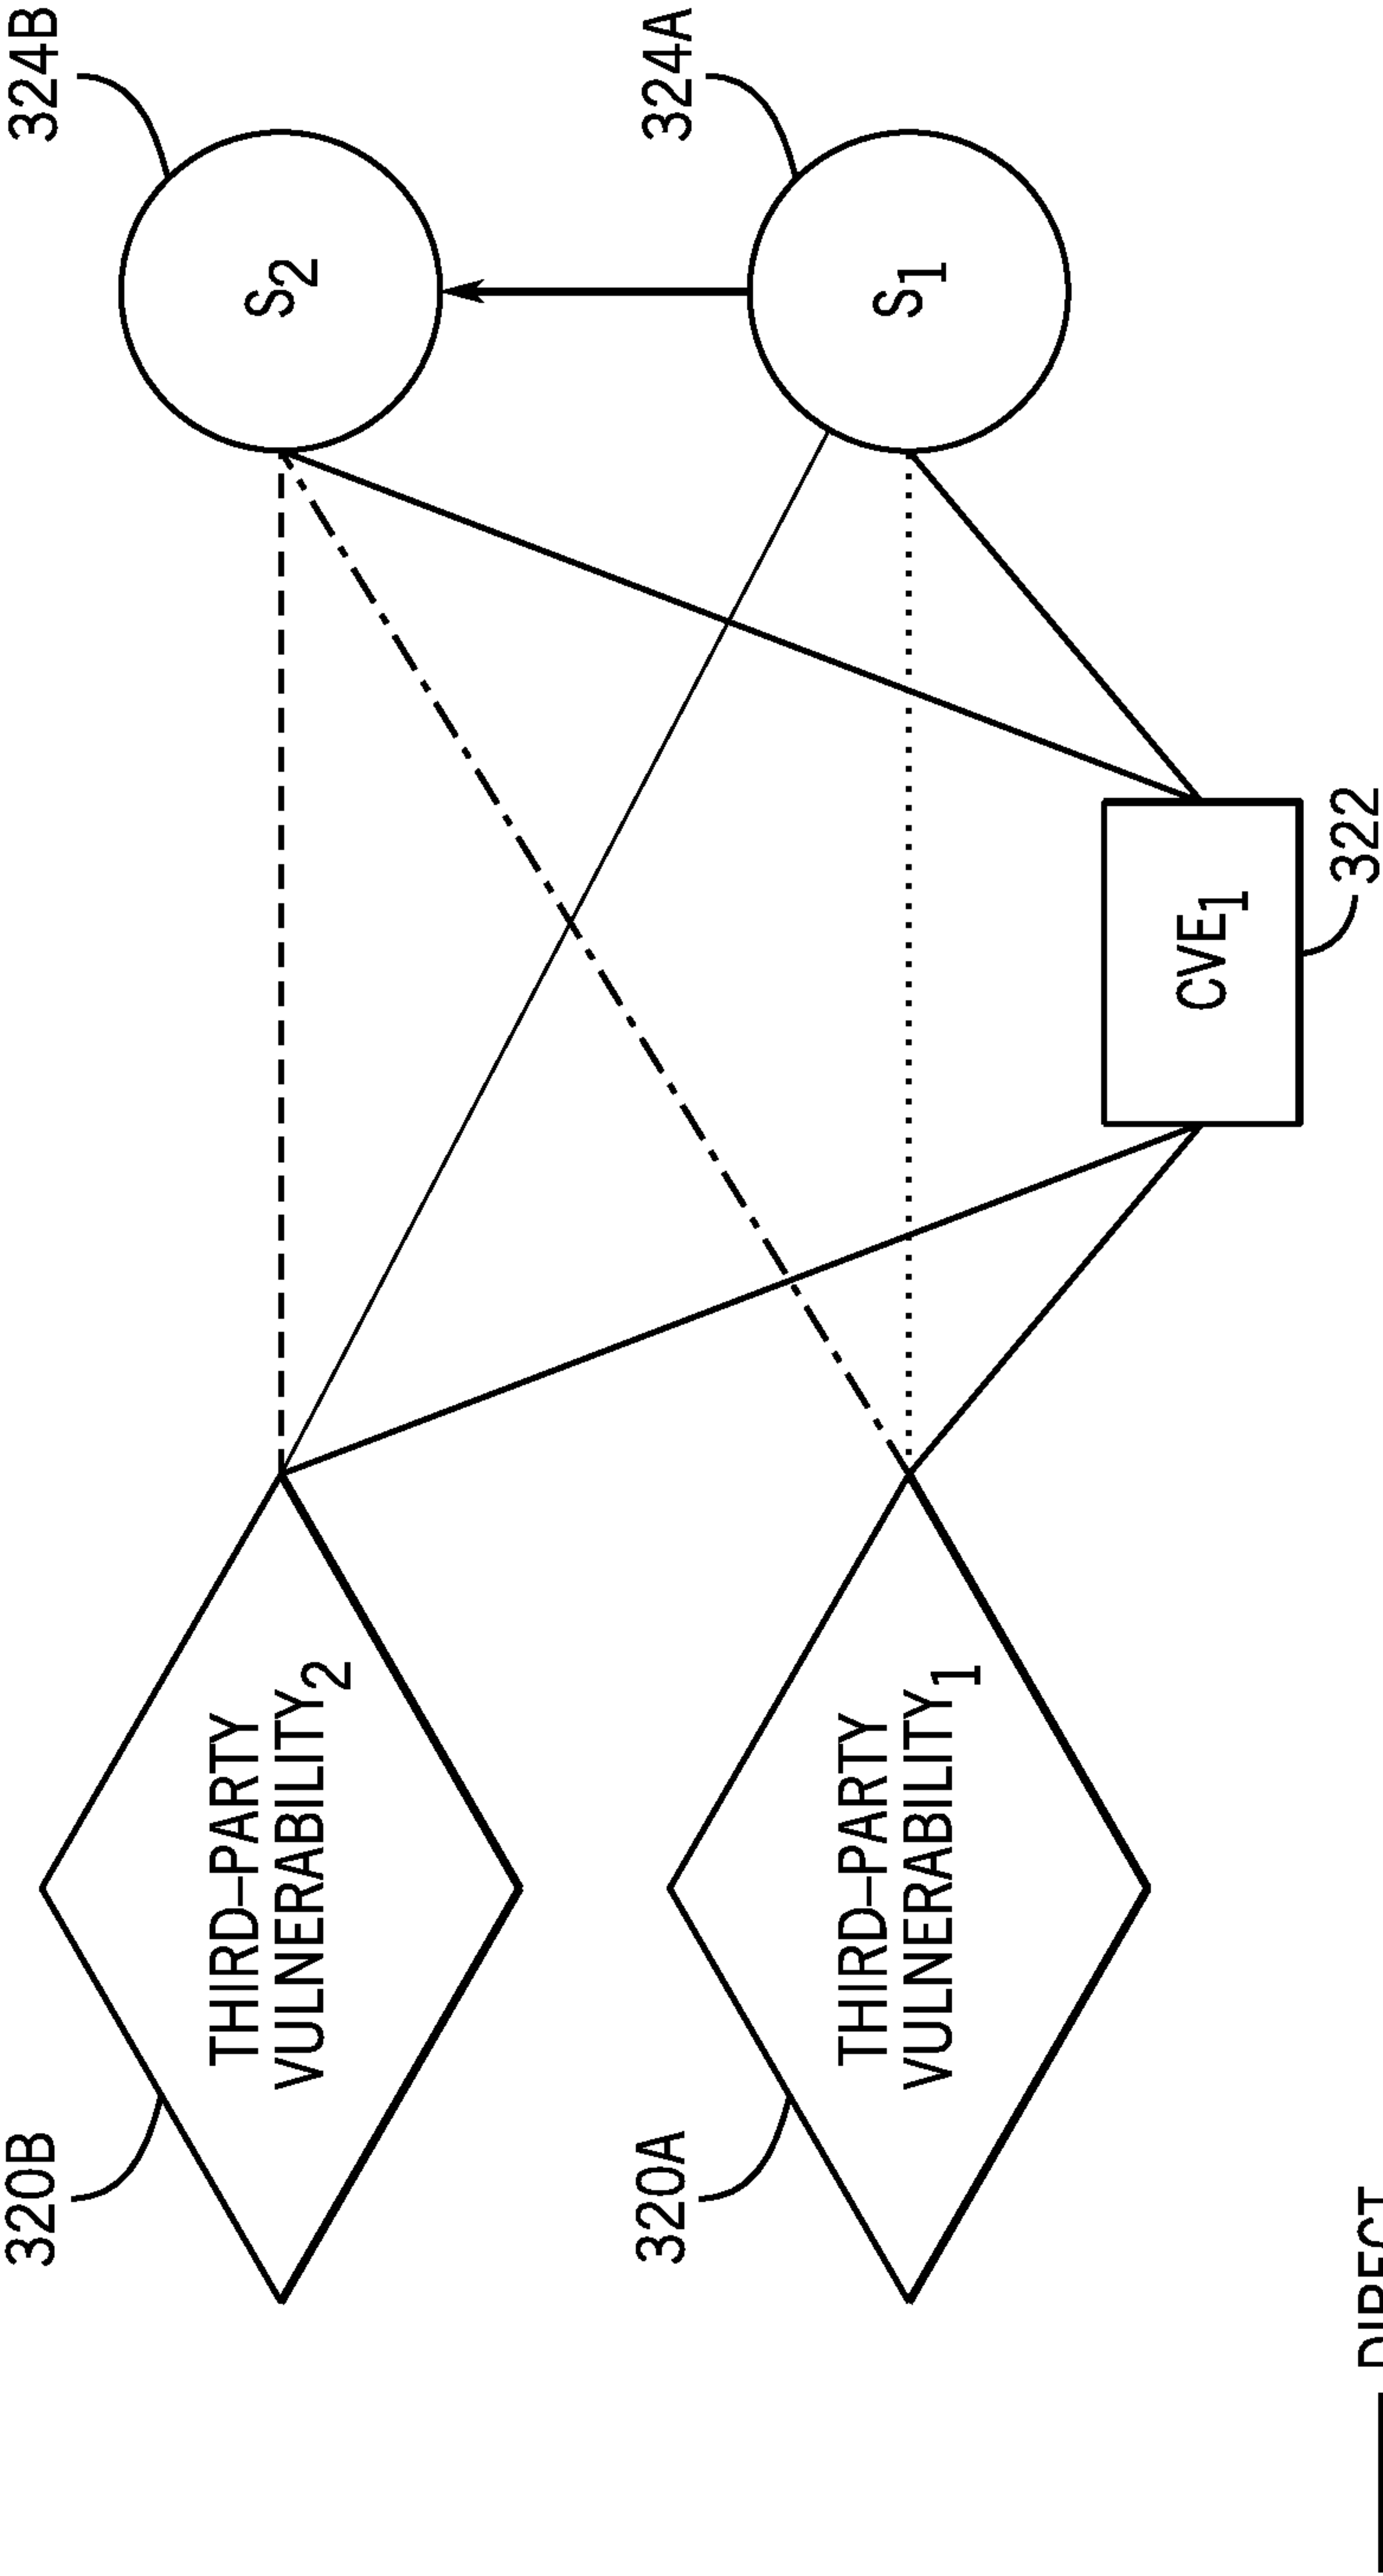 320B
324B
THIRD–PARTY
VULNERABILITY₂
S₂
320A
324A
THIRD–PARTY
VULNERABILITY₁
S₁
CVE₁
322
DIRECT